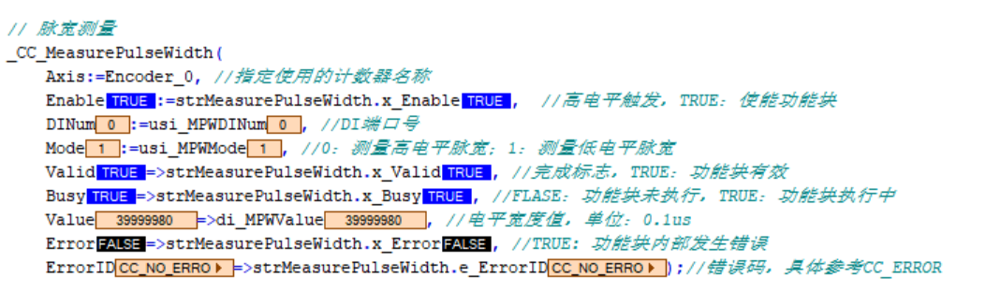 // 脉宽测量
_CC_MeasurePulseWidth(
Axis:=Encoder_0, //指定使用的计数器名称
Enable TRUE :=strMeasurePulseWidth.x_Enable TRUE , //高电平触发, TRUE: 使能功能块
DINum 0 :=usi_MPWDINum 0 , //DI端口号
Mode 1 :=usi_MPWMode 1 , //0: 测量高电平脉宽; 1: 测量低电平脉宽
Valid TRUE =>strMeasurePulseWidth.x_Valid TRUE , //完成标志, TRUE: 功能块有效
Busy TRUE =>strMeasurePulseWidth.x_Busy TRUE , //FLASE: 功能块未执行, TRUE: 功能块执行中
Value 39999980 =>di_MPWValue 39999980 , //电平宽度值, 单位: 0.1us
Error FALSE =>strMeasurePulseWidth.x_Error FALSE , //TRUE: 功能块内部发生错误
ErrorID CC_NO_ERRO =>strMeasurePulseWidth.e_ErrorID CC_NO_ERRO );//错误码, 具体参考CC_ERROR